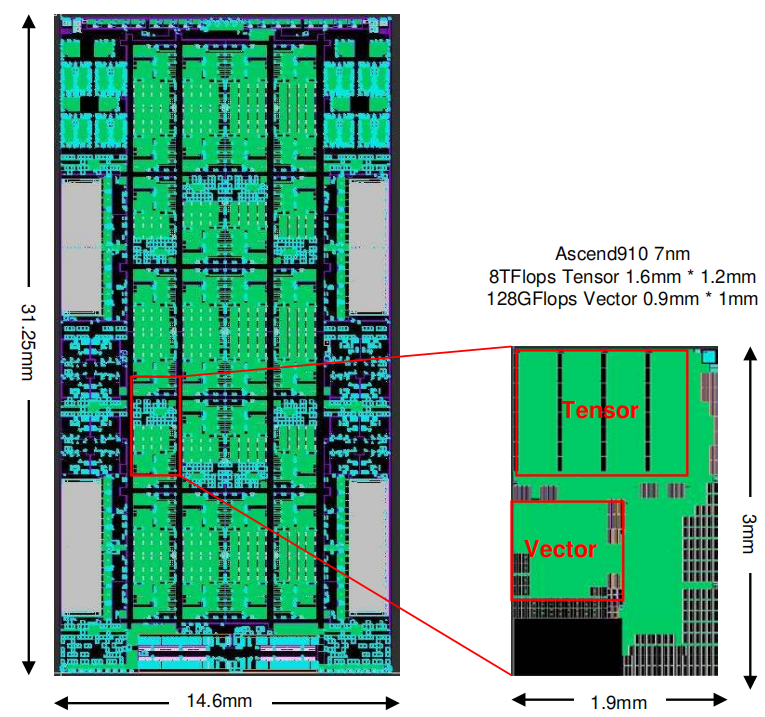 31.25mm
14.6mm
Ascend910 7nm
8TFlops Tensor 1.6mm * 1.2mm
128GFlops Vector 0.9mm * 1mm
Tensor
Vector
3mm
1.9mm